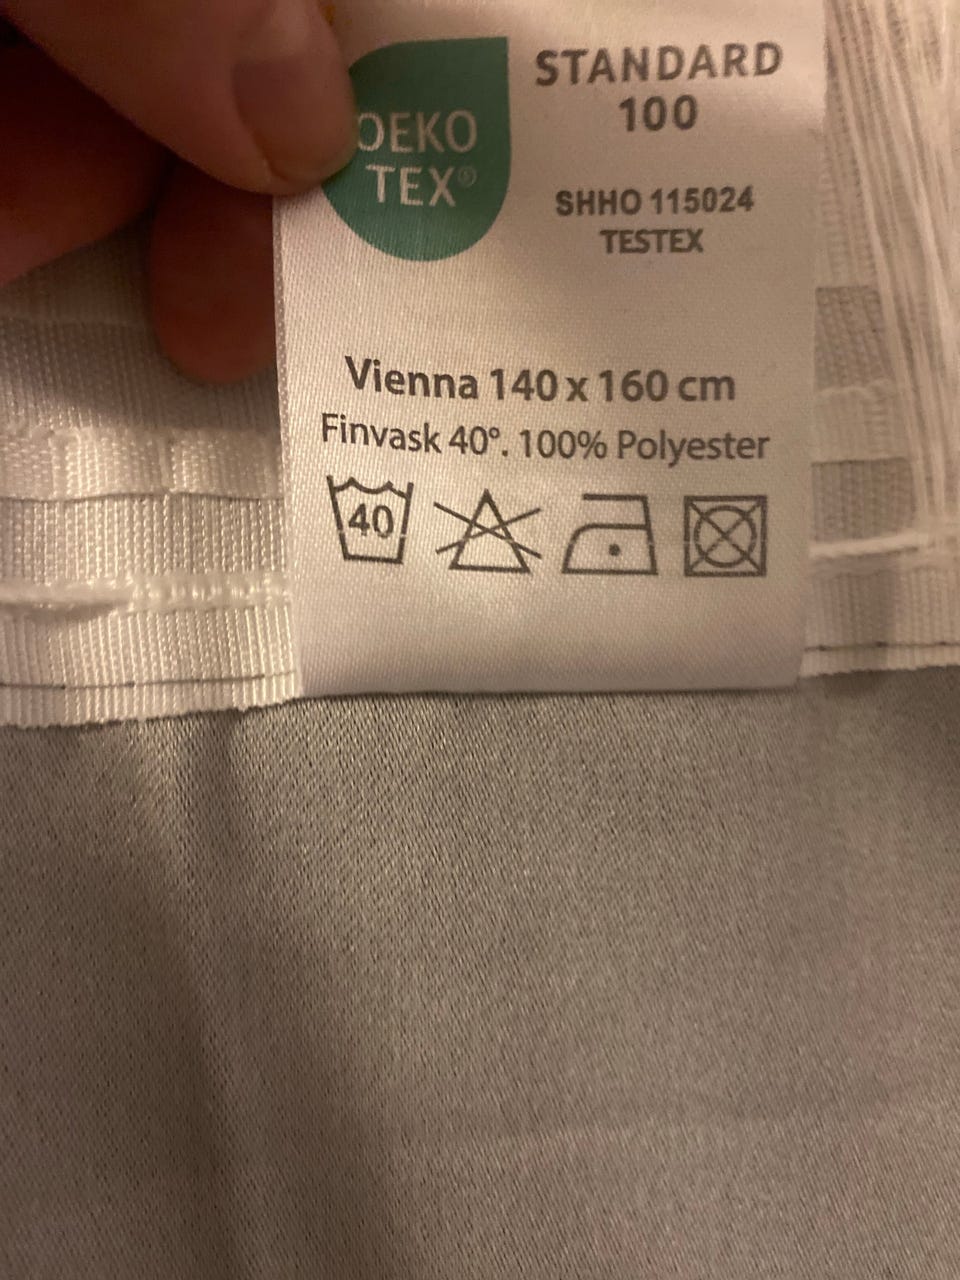 OEKO
TEX®
STANDARD
100
SHHO 115024
TESTEX
Vienna 140 x 160 cm
Finvask 40°. 100% Polyester
40